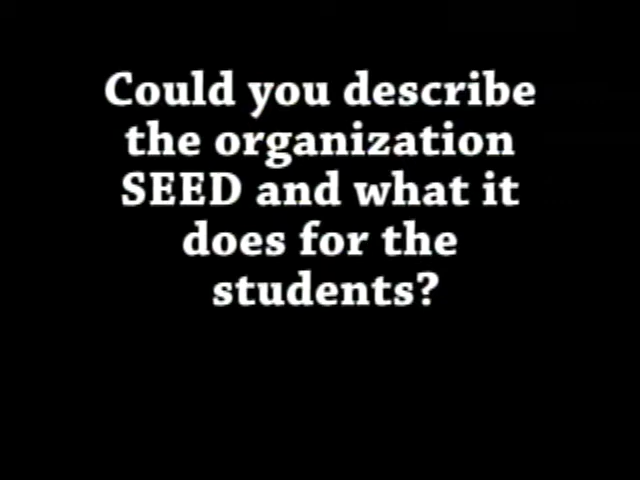 Could you describe
the organization
SEED and what it
does for the
students?